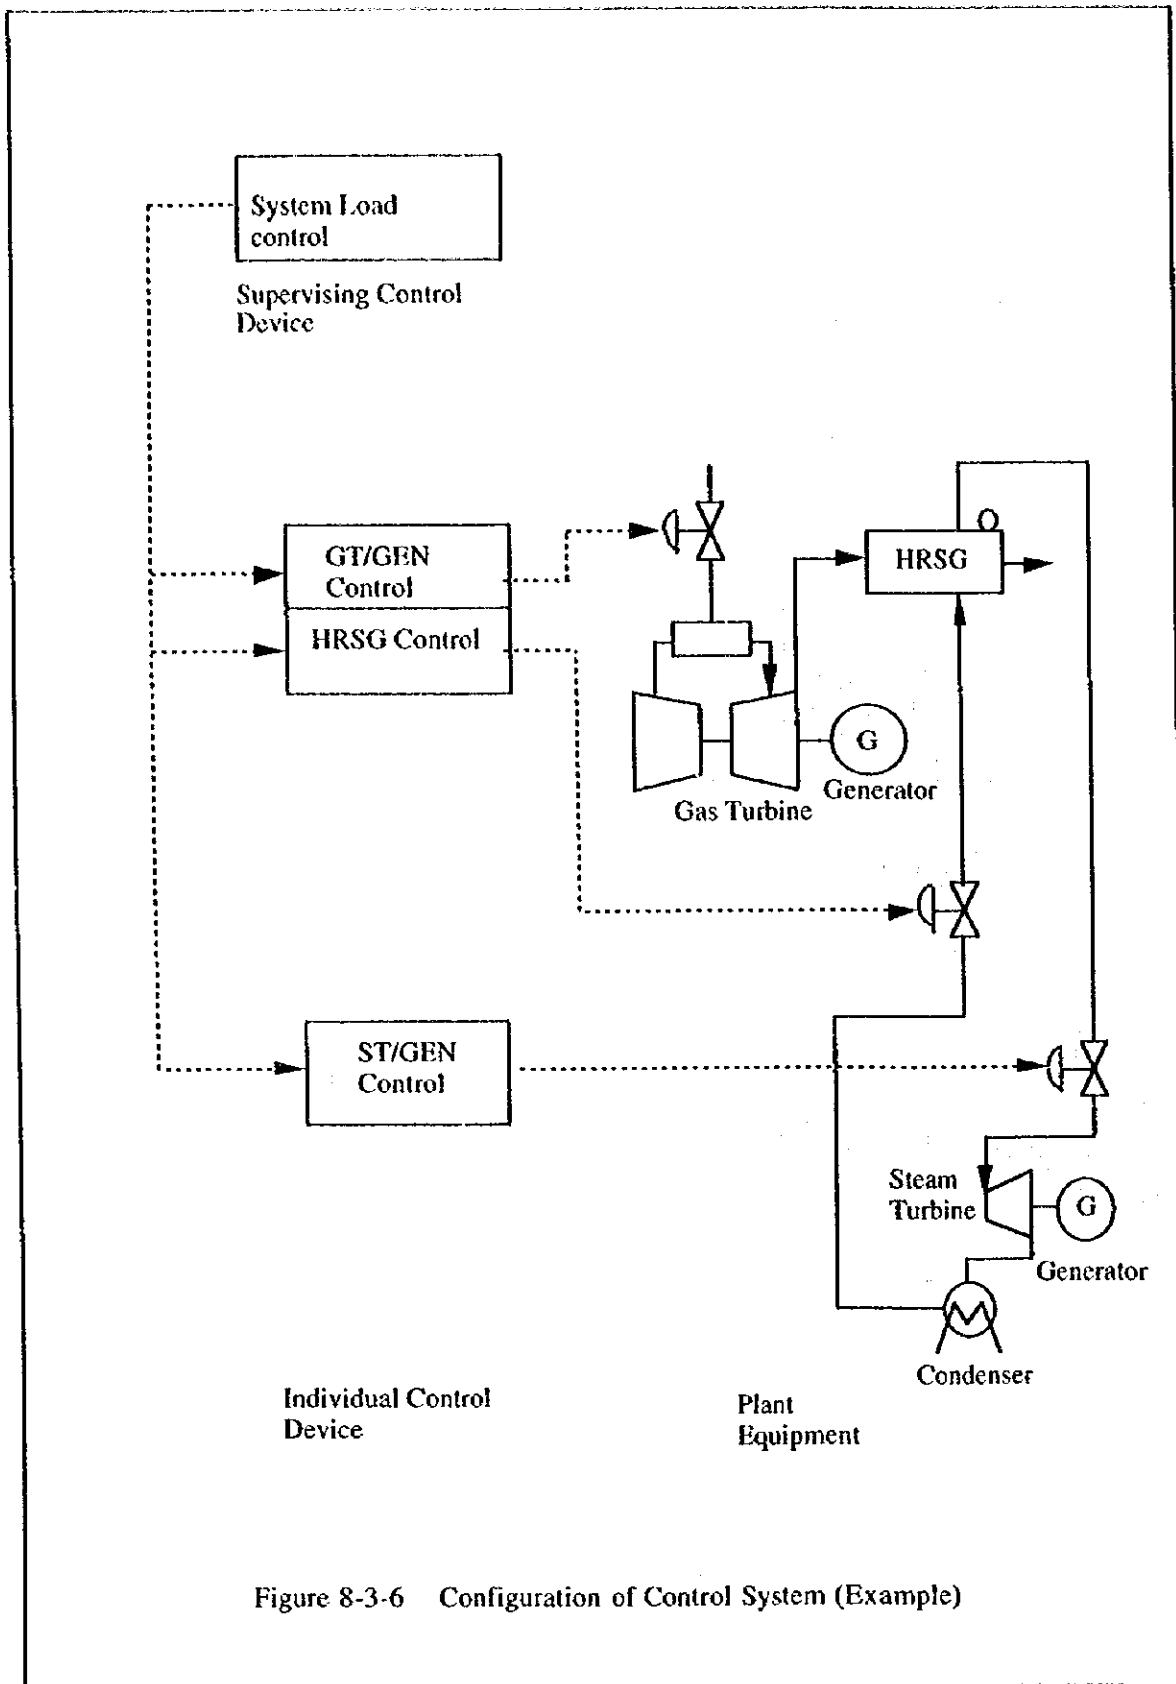 System Load
control
Supervising Control
Device
GT/GEN
Control
HRSG Control
HRSG
G
Generator
Gas Turbine
ST/GEN
Control
Steam
Turbine
G
Generator
Condenser
Individual Control
Device
Plant
Equipment
Figure 8-3-6 Configuration of Control System (Example)